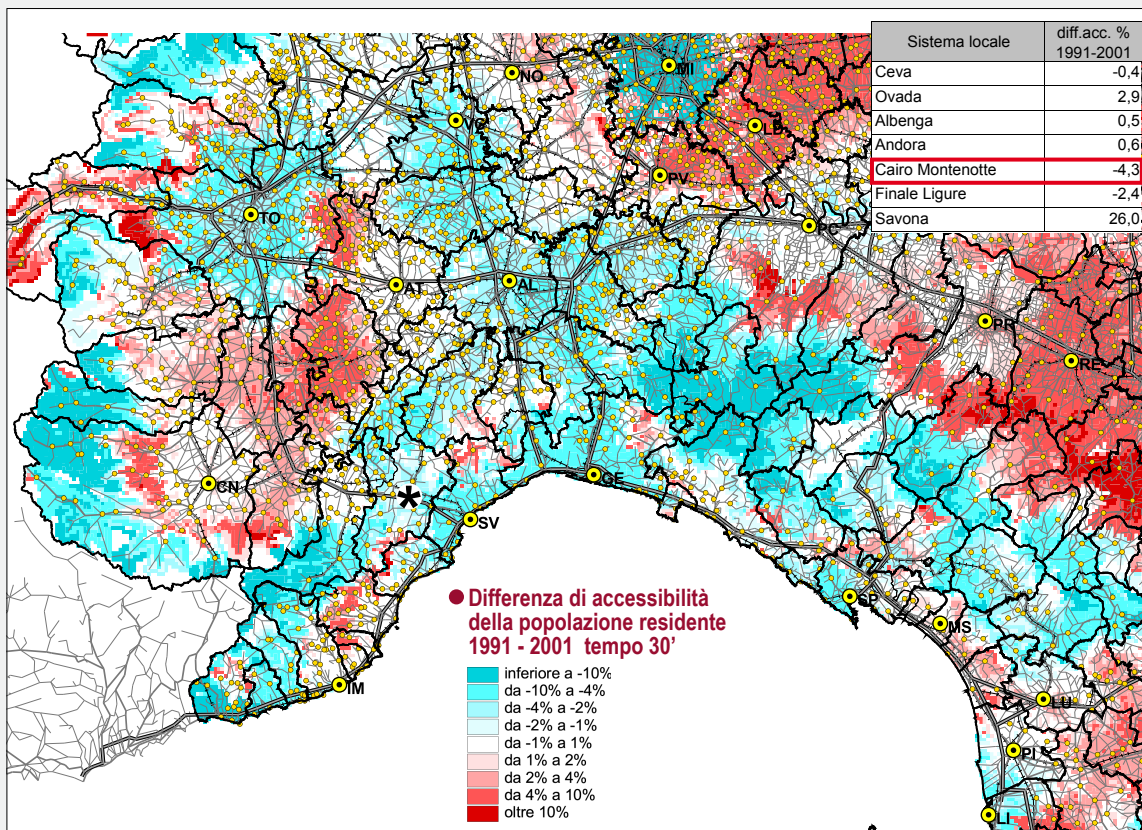 Sistema locale diff.acc. % 1991-2001
Ceva -0,4
Ovada 2,9
Albenga 0,5
Andora 0,6
Cairo Montenotte -4,3
Finale Ligure -2,4
Savona 26,0
NO
MI
LO
PV
TO
PC
AT
AL
PR
RE
CN
GE
*
SV
SP
MS
IM
LU
PI
LI
Differenza di accessibilità
della popolazione residente
1991 - 2001 tempo 30’
inferiore a -10%
da -10% a -4%
da -4% a -2%
da -2% a -1%
da -1% a 1%
da 1% a 2%
da 2% a 4%
da 4% a 10%
oltre 10%